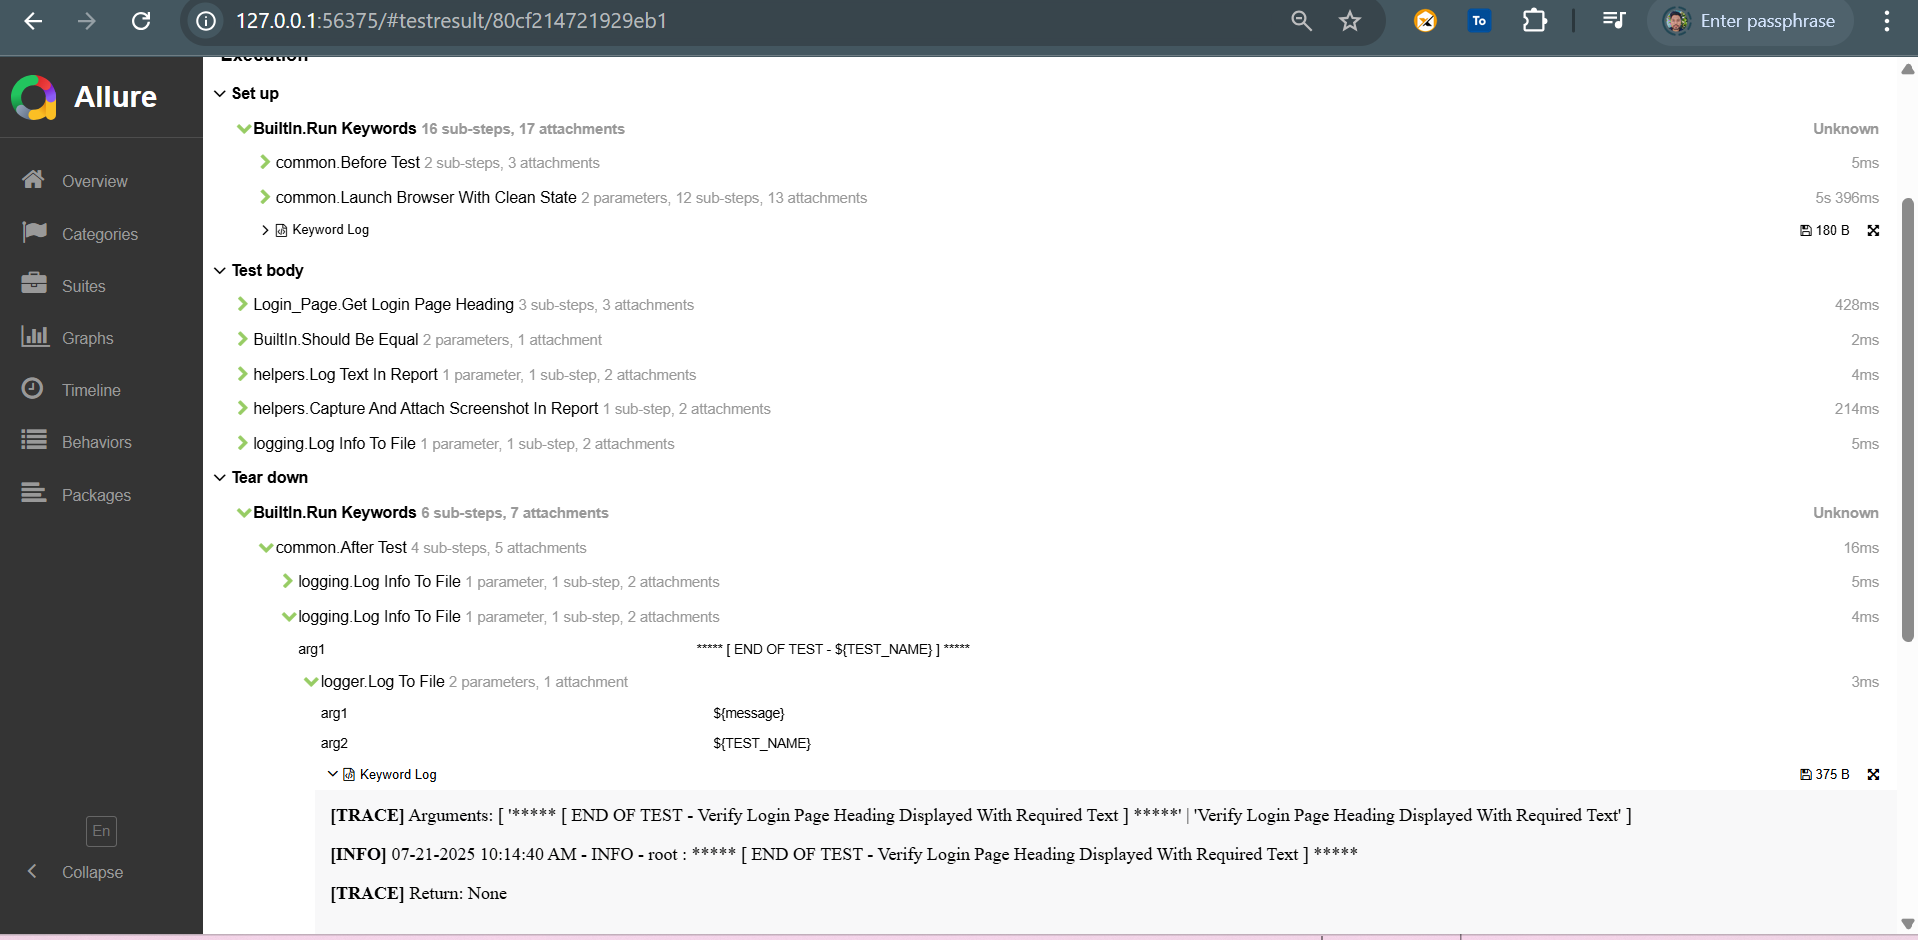 127.0.0.1:56375/#testresult/80cf214721929eb1
To
Enter passphrase
Allure
Overview
Categories
Suites
Graphs
Timeline
Behaviors
Packages
En
Collapse
Execution
Set up
BuiltIn.Run Keywords 16 sub-steps, 17 attachments Unknown
common.Before Test 2 sub-steps, 3 attachments 5ms
common.Launch Browser With Clean State 2 parameters, 12 sub-steps, 13 attachments 5s 396ms
Keyword Log 180 B
Test body
Login_Page.Get Login Page Heading 3 sub-steps, 3 attachments 428ms
BuiltIn.Should Be Equal 2 parameters, 1 attachment 2ms
helpers.Log Text In Report 1 parameter, 1 sub-step, 2 attachments 4ms
helpers.Capture And Attach Screenshot In Report 1 sub-step, 2 attachments 214ms
logging.Log Info To File 1 parameter, 1 sub-step, 2 attachments 5ms
Tear down
BuiltIn.Run Keywords 6 sub-steps, 7 attachments Unknown
common.After Test 4 sub-steps, 5 attachments 16ms
logging.Log Info To File 1 parameter, 1 sub-step, 2 attachments 5ms
logging.Log Info To File 1 parameter, 1 sub-step, 2 attachments 4ms
arg1 ***** [ END OF TEST - ${TEST_NAME} ] *****
logger.Log To File 2 parameters, 1 attachment 3ms
arg1 ${message}
arg2 ${TEST_NAME}
Keyword Log 375 B
[TRACE] Arguments: [ '***** [ END OF TEST - Verify Login Page Heading Displayed With Required Text ] *****' | 'Verify Login Page Heading Displayed With Required Text' ]
[INFO] 07-21-2025 10:14:40 AM - INFO - root : ***** [ END OF TEST - Verify Login Page Heading Displayed With Required Text ] *****
[TRACE] Return: None